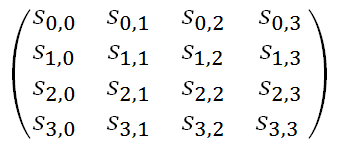 S0,0 S0,1 S0,2 S0,3
S1,0 S1,1 S1,2 S1,3
S2,0 S2,1 S2,2 S2,3
S3,0 S3,1 S3,2 S3,3